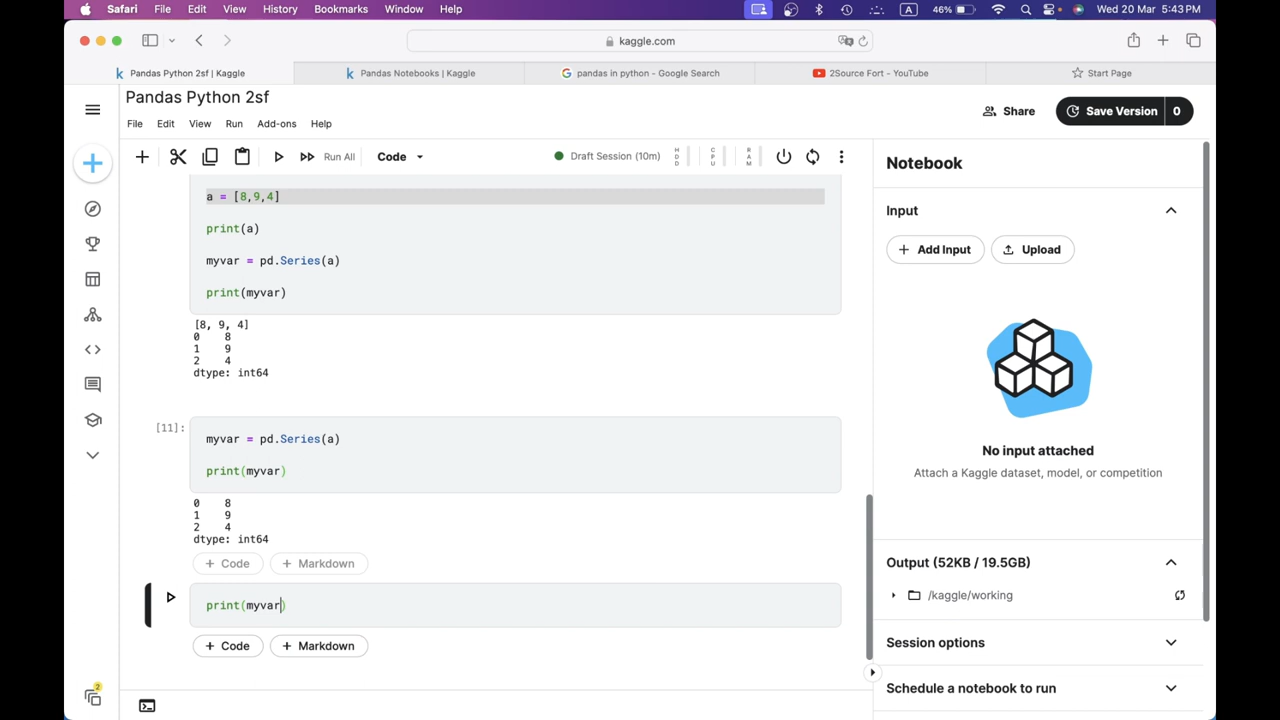 Safari File Edit View History Bookmarks Window Help A 46% Wed 20 Mar 5:43 PM
kaggle.com
Pandas Python 2sf | Kaggle Pandas Notebooks | Kaggle pandas in python - Google Search 2Source Fort - YouTube Start Page
Pandas Python 2sf
File Edit View Run Add-ons Help
Share Save Version 0
Run All Code Draft Session (10m) HDD CPU RAM
Notebook
a = [8,9,4]
print(a)
myvar = pd.Series(a)
print(myvar)
[8, 9, 4]
0 8
1 9
2 4
dtype: int64
[11]:
myvar = pd.Series(a)
print(myvar)
0 8
1 9
2 4
dtype: int64
+ Code + Markdown
print(myvar)
+ Code + Markdown
2
Input
+ Add Input Upload
No input attached
Attach a Kaggle dataset, model, or competition
Output (52KB / 19.5GB)
/kaggle/working
Session options
Schedule a notebook to run